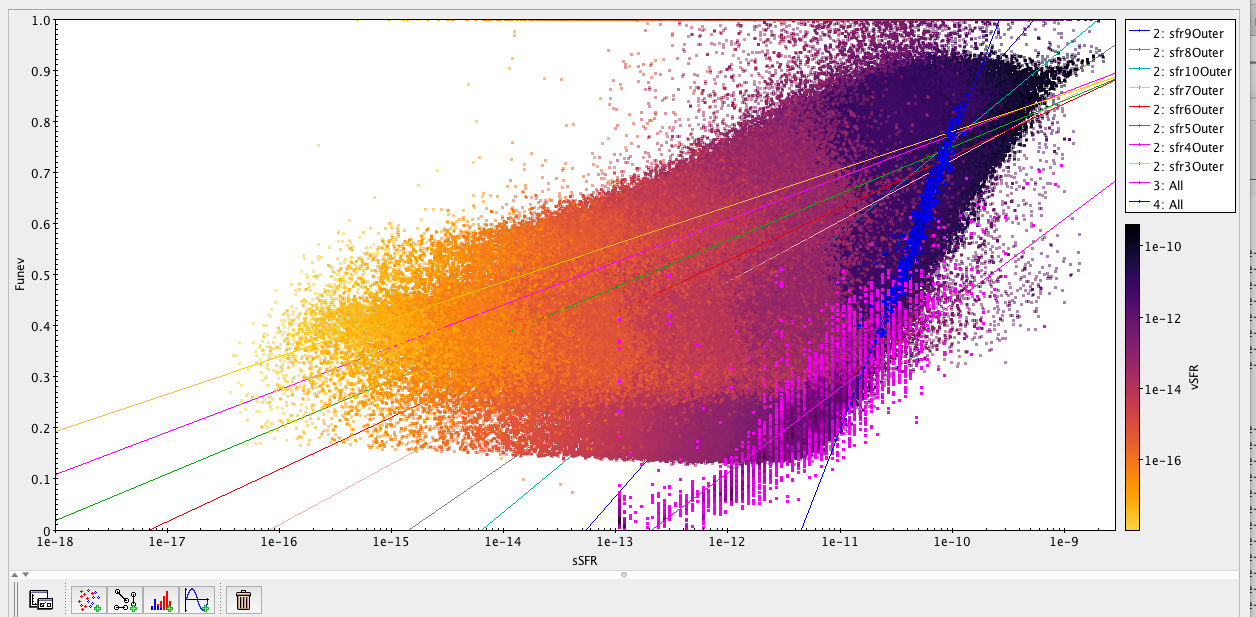 1.0
0.9
0.8
0.7
0.6
0.5
0.4
0.3
0.2
0.1
0
Funev
1e-18 1e-17 1e-16 1e-15 1e-14 1e-13 1e-12 1e-11 1e-10 1e-9
sSFR
2: sfr9Outer
2: sfr8Outer
2: sfr10Outer
2: sfr7Outer
2: sfr6Outer
2: sfr5Outer
2: sfr4Outer
2: sfr3Outer
3: All
4: All
1e-10
1e-12
1e-14
1e-16
vSFR